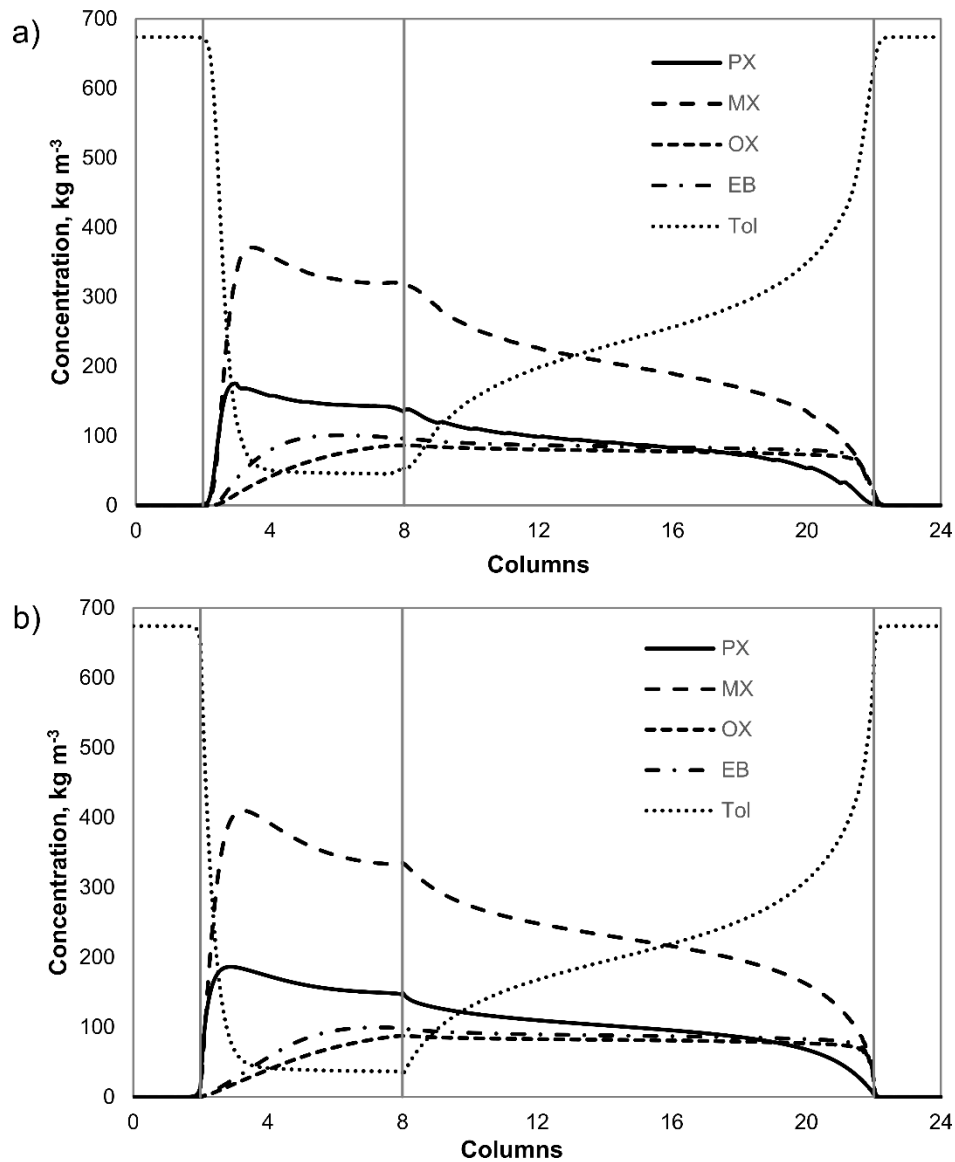 a)
700
600
500
400
300
200
100
0
Concentration, kg m-3
PX
MX
OX
EB
Tol
0 4 8 12 16 20 24
Columns
b)
700
600
500
400
300
200
100
0
Concentration, kg m-3
PX
MX
OX
EB
Tol
0 4 8 12 16 20 24
Columns